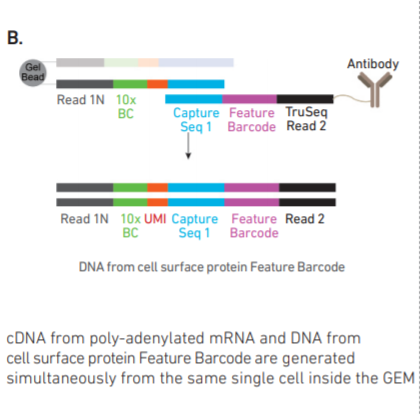 B.
Gel
Bead
Antibody
Read 1N 10x
BC
Capture
Seq 1
Feature
Barcode
TruSeq
Read 2
Read 1N 10x
BC
UMI Capture
Seq 1
Feature
Barcode
Read 2
DNA from cell surface protein Feature Barcode
cDNA from poly-adenylated mRNA and DNA from
cell surface protein Feature Barcode are generated
simultaneously from the same single cell inside the GEM